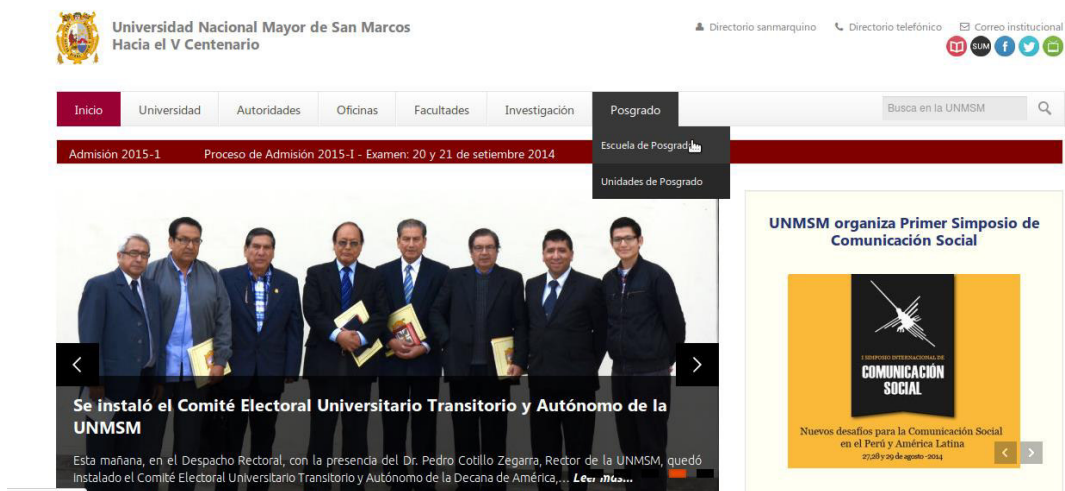 Universidad Nacional Mayor de San Marcos
Hacia el V Centenario
Directorio sanmarquino Directorio telefónico Correo institucional
SUM
Inicio Universidad Autoridades Oficinas Facultades Investigación Posgrado
Busca en la UNMSM
Escuela de Posgrado
Unidades de Posgrado
Admisión 2015-1 Proceso de Admisión 2015-I - Examen: 20 y 21 de setiembre 2014
Se instaló el Comité Electoral Universitario Transitorio y Autónomo de la
UNMSM
Esta mañana, en el Despacho Rectoral, con la presencia del Dr. Pedro Cotillo Zegarra, Rector de la UNMSM, quedó
instalado el Comité Electoral Universitario Transitorio y Autónomo de la Decana de América,... Leer más...
UNMSM organiza Primer Simposio de
Comunicación Social
I SIMPOSIO INTERNACIONAL DE
COMUNICACIÓN
SOCIAL
Nuevos desafíos para la Comunicación Social
en el Perú y América Latina
27,28 y 29 de agosto -2014